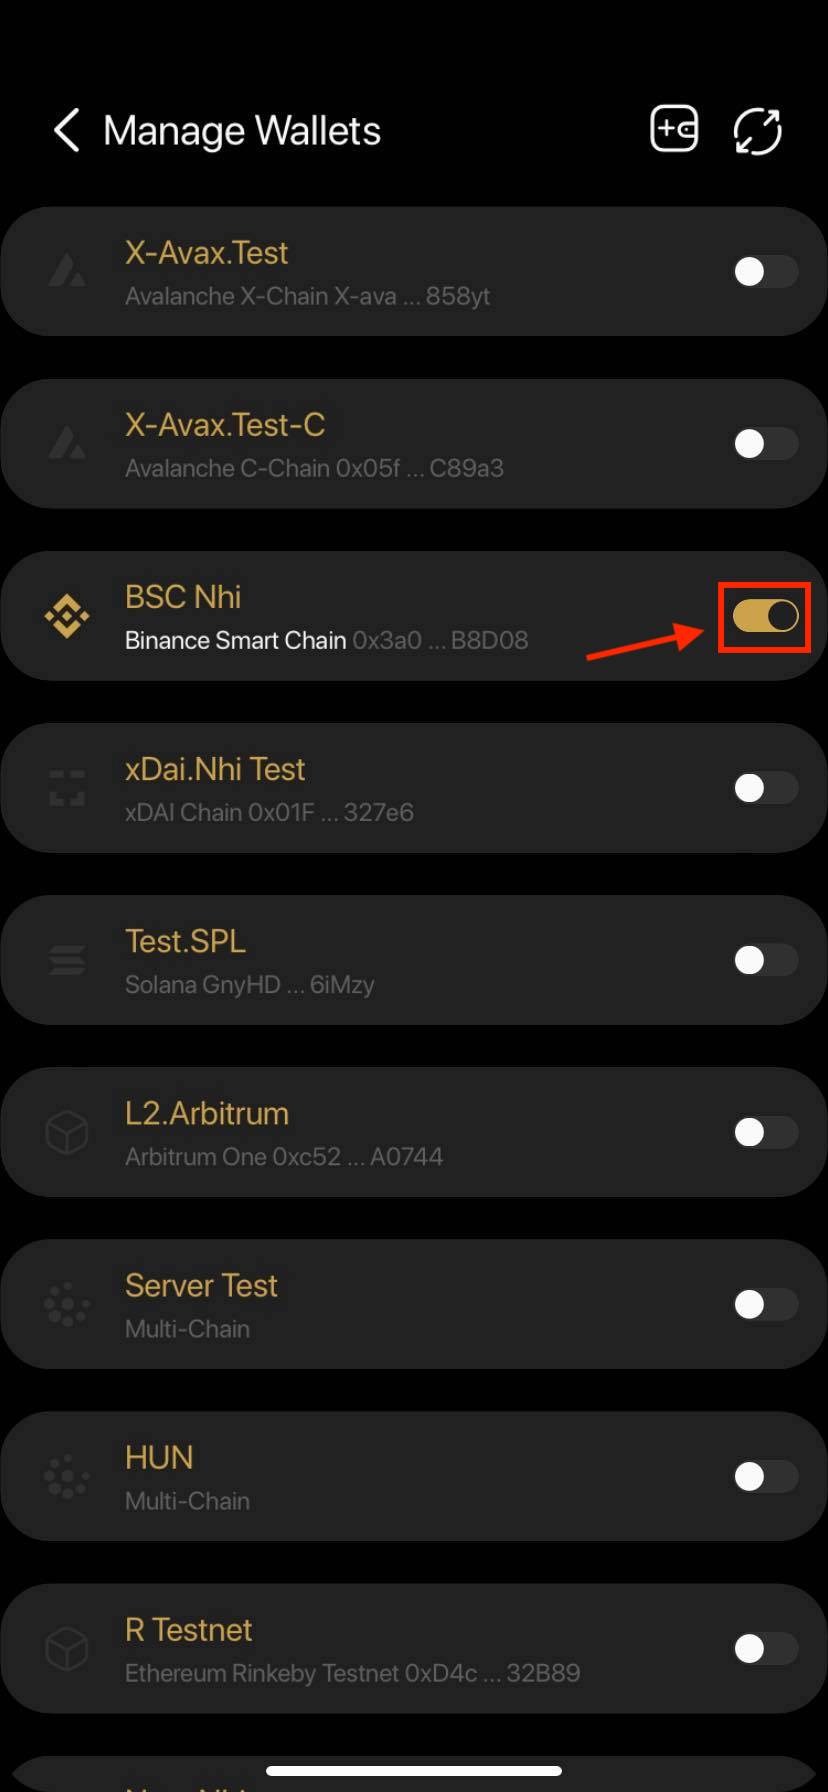 Manage Wallets
X-Avax.Test
Avalanche X-Chain X-ava ... 858yt
X-Avax.Test-C
Avalanche C-Chain 0x05f ... C89a3
BSC Nhi
Binance Smart Chain 0x3a0 ... B8D08
xDai.Nhi Test
xDAI Chain 0x01F ... 327e6
Test.SPL
Solana GnyHD ... 6iMzy
L2.Arbitrum
Arbitrum One 0xc52 ... A0744
Server Test
Multi-Chain
HUN
Multi-Chain
R Testnet
Ethereum Rinkeby Testnet 0xD4c ... 32B89